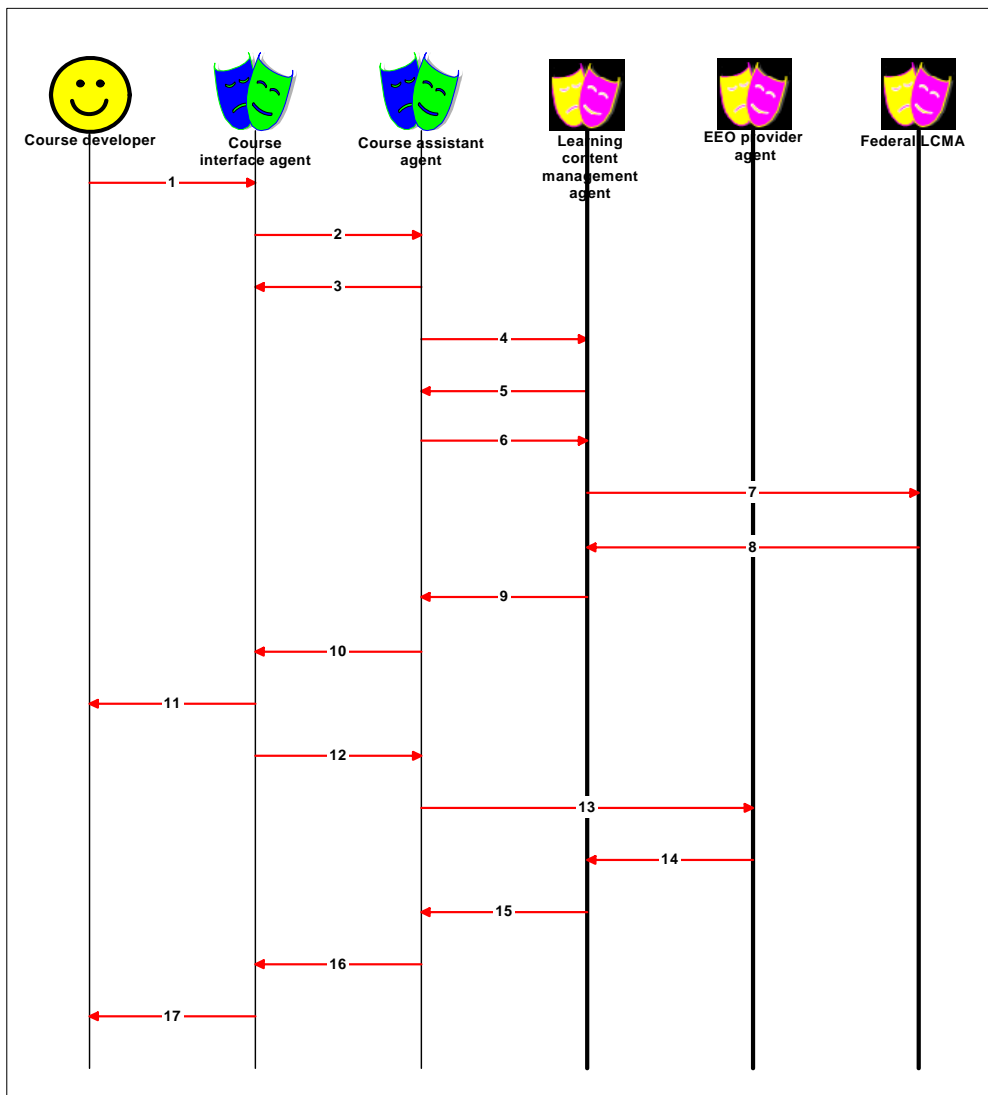 Course developer
Course
interface agent
Course assistant
agent
Learning
content
management
agent
EEO provider
agent
Federal LCMA
1
2
3
4
5
6
7
8
9
10
11
12
13
14
15
16
17